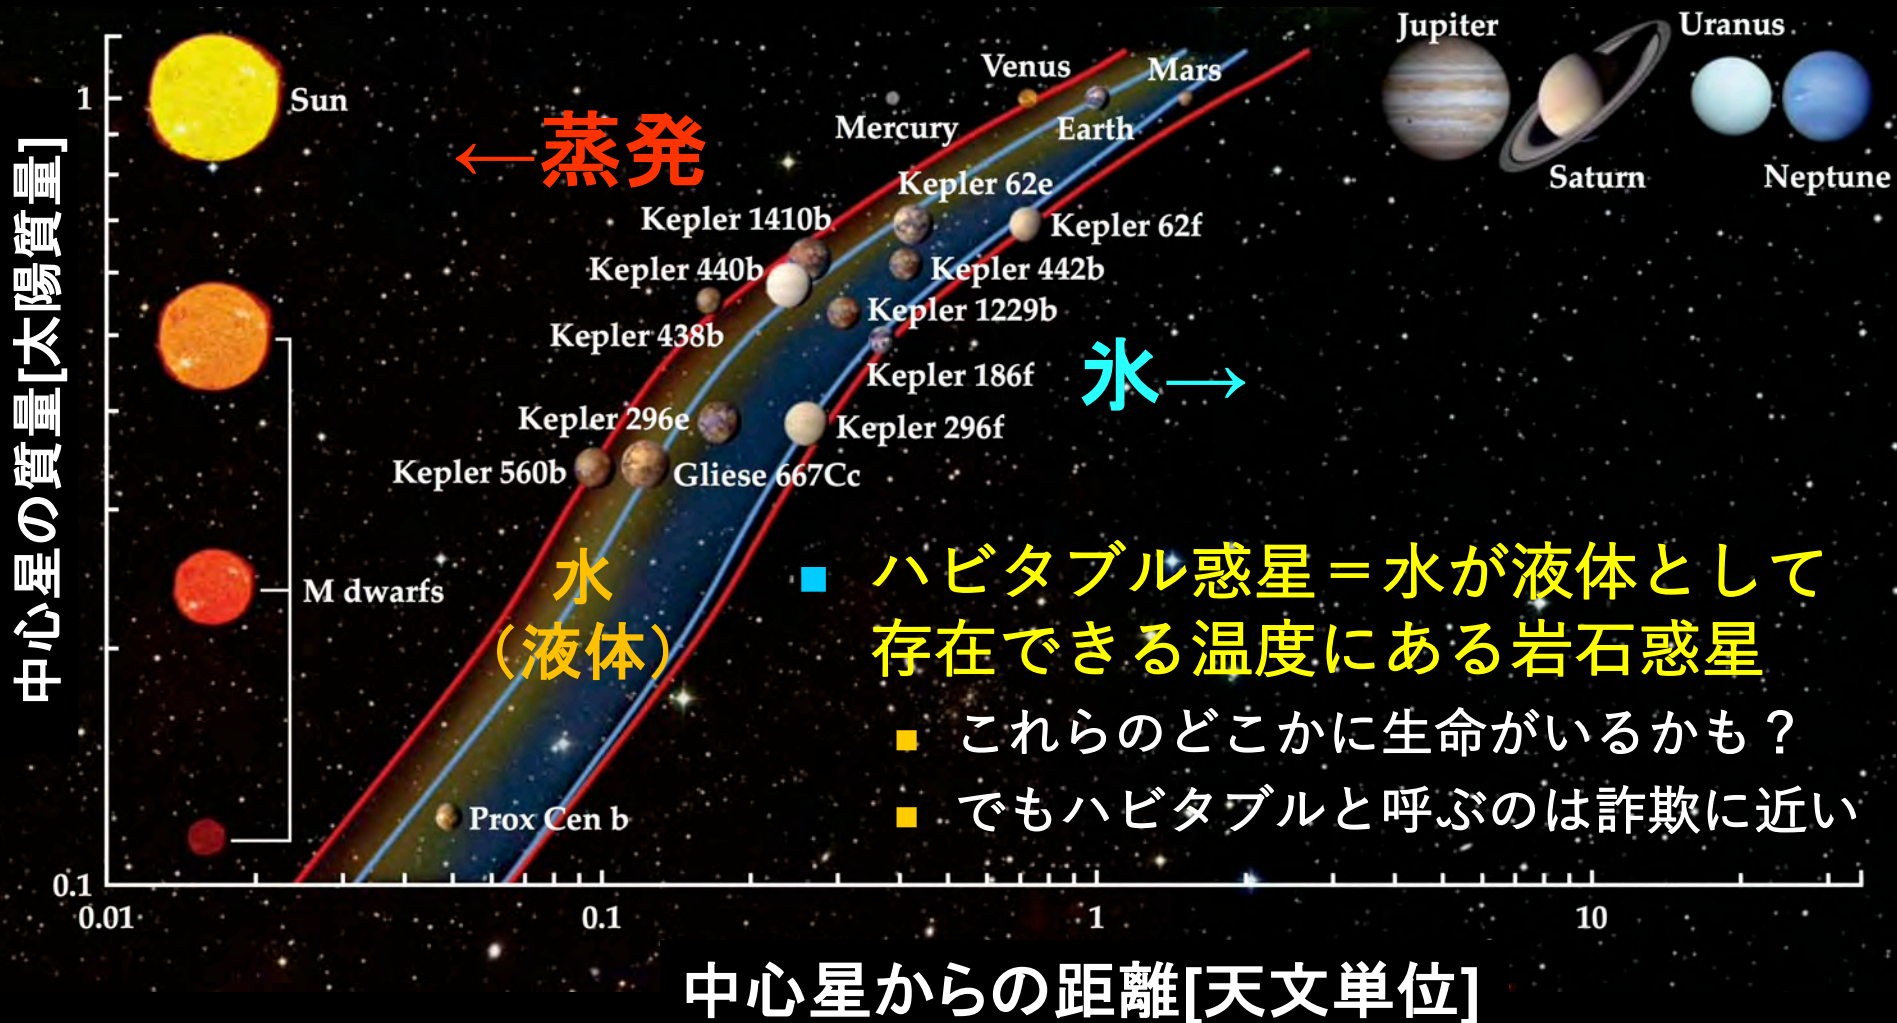 Jupiter
Uranus
Venus
Mars
1
Sun
Mercury
Earth
←蒸発
Saturn
Neptune
Kepler 62e
Kepler 1410b
Kepler 62f
Kepler 440b
Kepler 442b
Kepler 1229b
Kepler 438b
Kepler 186f
氷→
Kepler 296e
Kepler 296f
Kepler 560b
Gliese 667Cc
中心星の質量[太陽質量]
M dwarfs
水
（液体）
■ ハビタブル惑星＝水が液体として
存在できる温度にある岩石惑星
■ これらのどこかに生命がいるかも？
■ でもハビタブルと呼ぶのは詐欺に近い
Prox Cen b
0.1
0.01
0.1
1
10
中心星からの距離[天文単位]